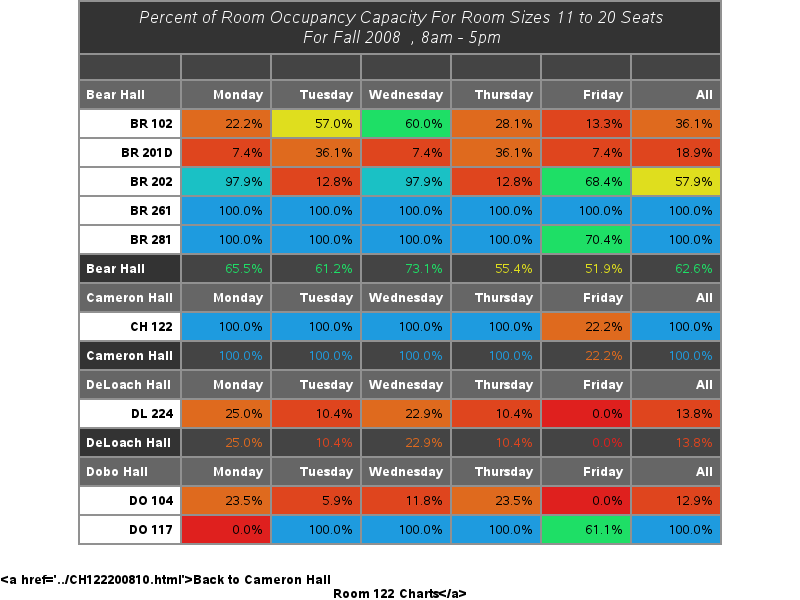 Percent of Room Occupancy Capacity For Room Sizes 11 to 20 Seats
For Fall 2008 , 8am - 5pm
Bear Hall Monday Tuesday Wednesday Thursday Friday All
BR 102 22.2% 57.0% 60.0% 28.1% 13.3% 36.1%
BR 201D 7.4% 36.1% 7.4% 36.1% 7.4% 18.9%
BR 202 97.9% 12.8% 97.9% 12.8% 68.4% 57.9%
BR 261 100.0% 100.0% 100.0% 100.0% 100.0% 100.0%
BR 281 100.0% 100.0% 100.0% 100.0% 70.4% 100.0%
Bear Hall 65.5% 61.2% 73.1% 55.4% 51.9% 62.6%
Cameron Hall Monday Tuesday Wednesday Thursday Friday All
CH 122 100.0% 100.0% 100.0% 100.0% 22.2% 100.0%
Cameron Hall 100.0% 100.0% 100.0% 100.0% 22.2% 100.0%
DeLoach Hall Monday Tuesday Wednesday Thursday Friday All
DL 224 25.0% 10.4% 22.9% 10.4% 0.0% 13.8%
DeLoach Hall 25.0% 10.4% 22.9% 10.4% 0.0% 13.8%
Dobo Hall Monday Tuesday Wednesday Thursday Friday All
DO 104 23.5% 5.9% 11.8% 23.5% 0.0% 12.9%
DO 117 0.0% 100.0% 100.0% 100.0% 61.1% 100.0%
<a href='../CH122200810.html'>Back to Cameron Hall
Room 122 Charts</a>